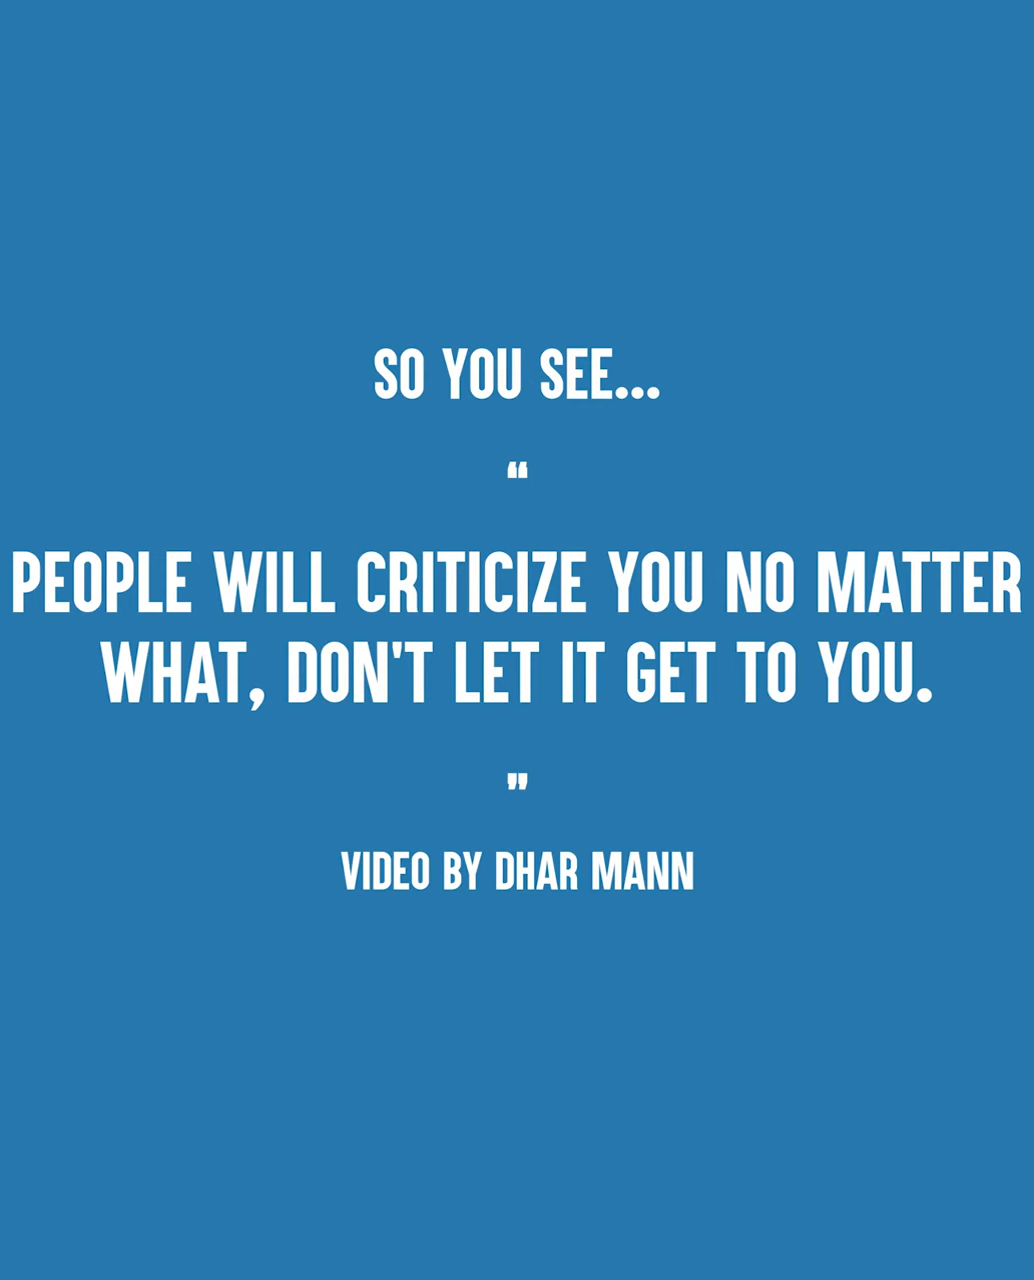 SO YOU SEE...
“
PEOPLE WILL CRITICIZE YOU NO MATTER
WHAT, DON'T LET IT GET TO YOU.
”
VIDEO BY DHAR MANN